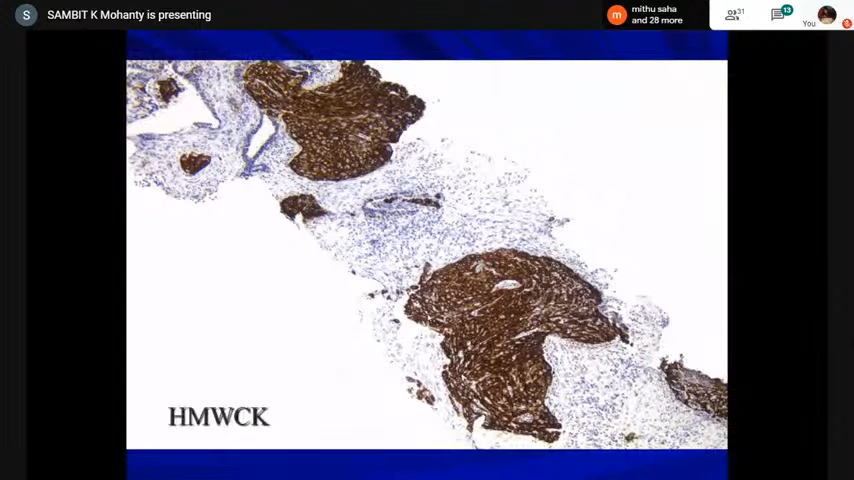 S SAMBIT K Mohanty is presenting
m mithu saha
and 28 more
31
13
You
HMWCK